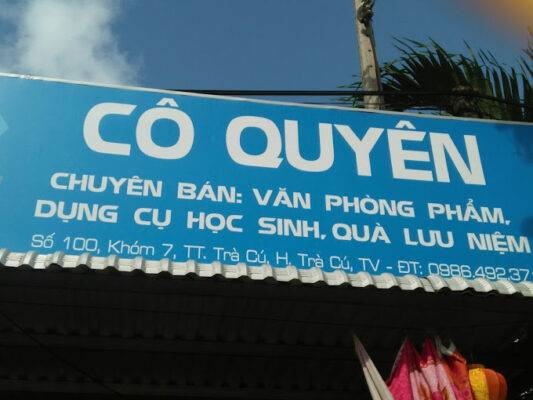 CÔ QUYÊN
CHUYÊN BÁN: VĂN PHÒNG PHẨM,
DỤNG CỤ HỌC SINH, QUÀ LƯU NIỆM
Số 100, Khóm 7, TT. Trà Cú, H. Trà Cú, TV - ĐT: 0986.492.37